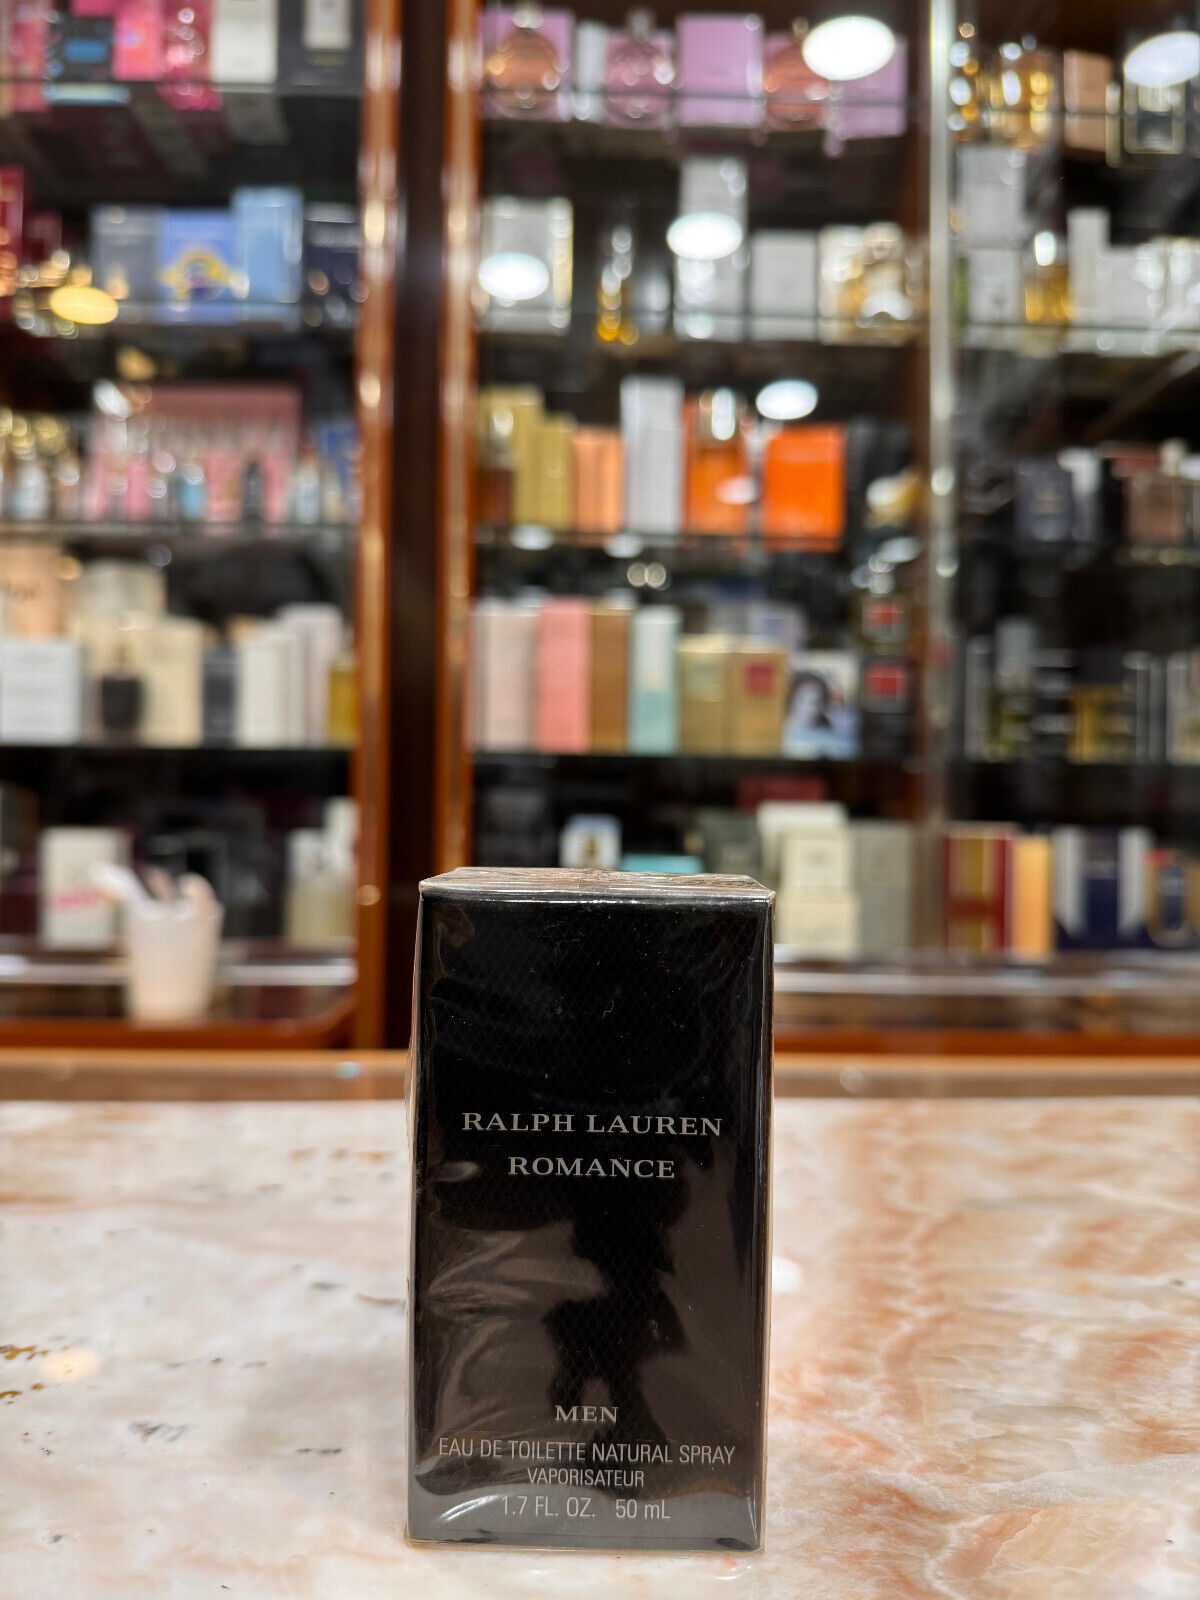 RALPH LAUREN
ROMANCE
MEN
EAU DE TOILETTE NATURAL SPRAY
VAPORISATEUR
1.7 FL. OZ. 50 mL